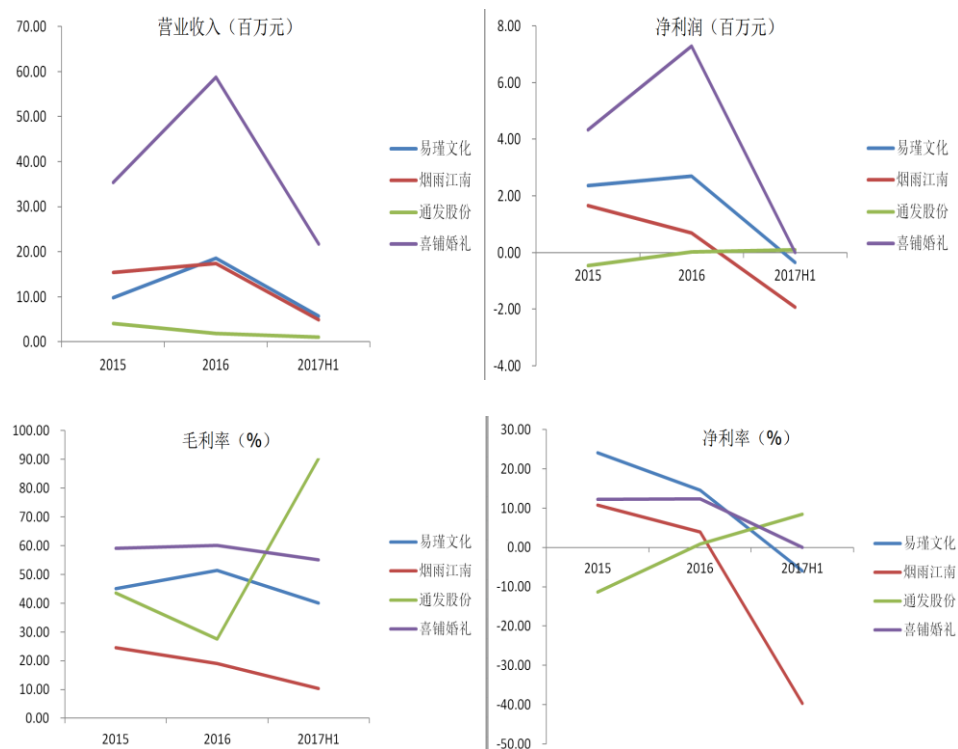 营业收入（百万元）
70.00
60.00
50.00
40.00
30.00
20.00
10.00
0.00
2015 2016 2017H1
易瑾文化
烟雨江南
通发股份
喜铺婚礼
净利润（百万元）
8.00
6.00
4.00
2.00
0.00
-2.00
-4.00
2015 2016 2017H1
易瑾文化
烟雨江南
通发股份
喜铺婚礼
毛利率（%）
100.00
90.00
80.00
70.00
60.00
50.00
40.00
30.00
20.00
10.00
0.00
2015 2016 2017H1
易瑾文化
烟雨江南
通发股份
喜铺婚礼
净利率（%）
30.00
20.00
10.00
0.00
-10.00
-20.00
-30.00
-40.00
-50.00
2015 2016 2017H1
易瑾文化
烟雨江南
通发股份
喜铺婚礼